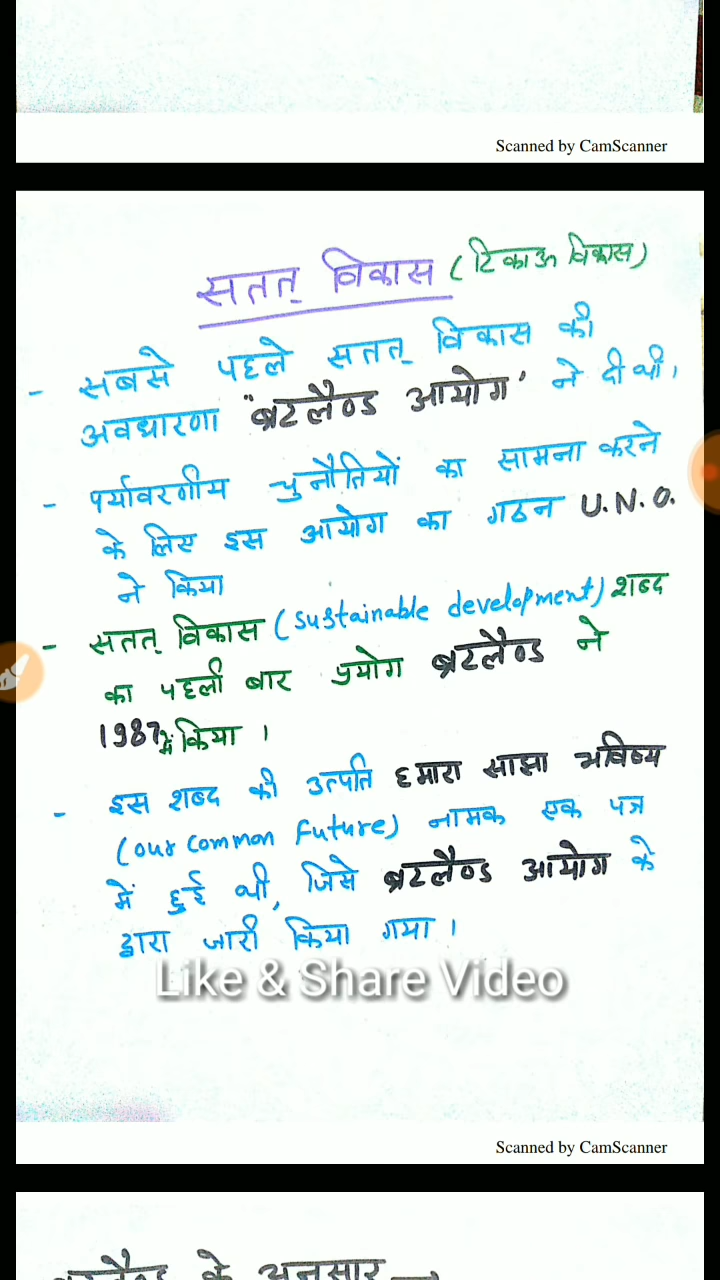 Scanned by CamScanner
सतत् विकास (टिकाऊ विकास)
- सबसे पहले सतत् विकास की
अवधारणा "ब्रटलैण्ड आयोग' ने दी थी।
- पर्यावरणीय चुनौतियों का सामना करने
के लिए इस आयोग का गठन U.N.O.
ने किया
- सतत् विकास (sustainable development) शब्द
का पहली बार प्रयोग ब्रटलैण्ड ने
1987 में किया ।
- इस शब्द की उत्पति हमारा साझा भविष्य
(our common Future) नामक एक पत्र
में हुई थी, जिसे ब्रटलैण्ड आयोग के
द्वारा जारी किया गया ।
Like & Share Video
Scanned by CamScanner
ब्रटलैण्ड के अनुसार →